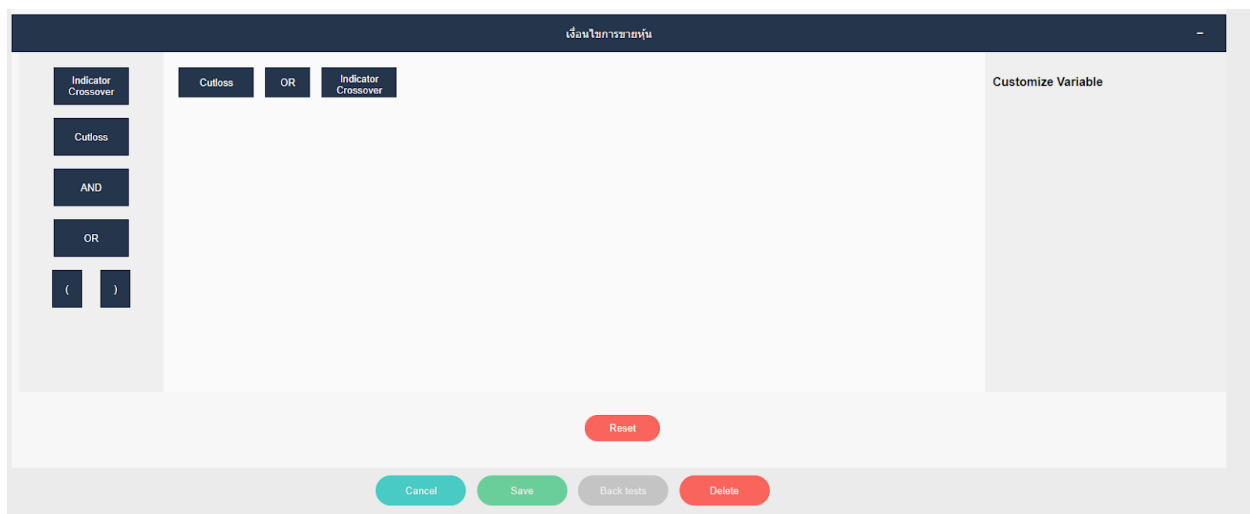 เงื่อนไขการขายหุ้น -
Indicator
Crossover
Cutloss
AND
OR
( )
Cutloss OR Indicator
Crossover
Customize Variable
Reset
Cancel Save Back tests Delete